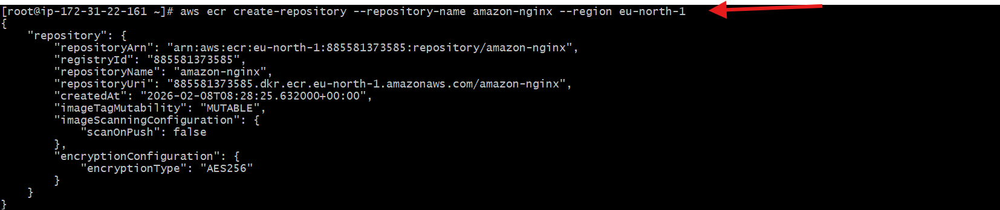 [root@ip-172-31-22-161 ~]# aws ecr create-repository --repository-name amazon-nginx --region eu-north-1
{
    "repository": {
        "repositoryArn": "arn:aws:ecr:eu-north-1:885581373585:repository/amazon-nginx",
        "registryId": "885581373585",
        "repositoryName": "amazon-nginx",
        "repositoryUri": "885581373585.dkr.ecr.eu-north-1.amazonaws.com/amazon-nginx",
        "createdAt": "2026-02-08T08:28:25.632000+00:00",
        "imageTagMutability": "MUTABLE",
        "imageScanningConfiguration": {
            "scanOnPush": false
        },
        "encryptionConfiguration": {
            "encryptionType": "AES256"
        }
    }
}